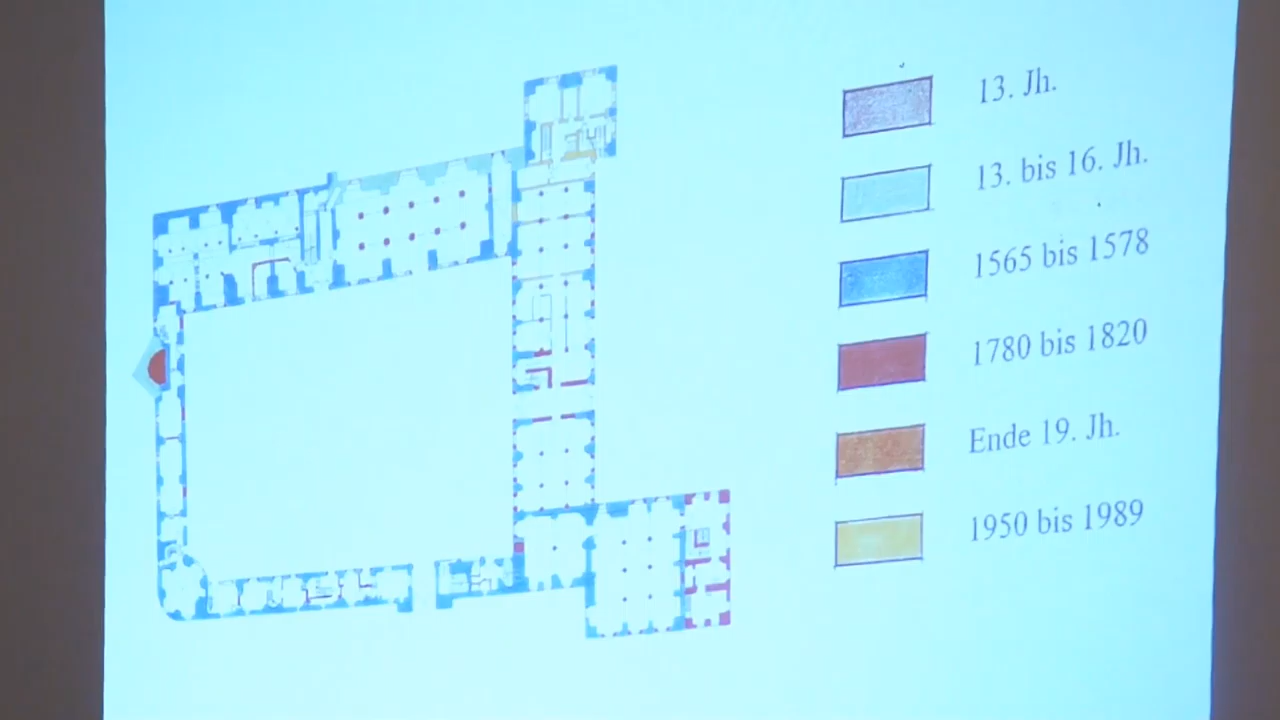 13. Jh.
13. bis 16. Jh.
1565 bis 1578
1780 bis 1820
Ende 19. Jh.
1950 bis 1989